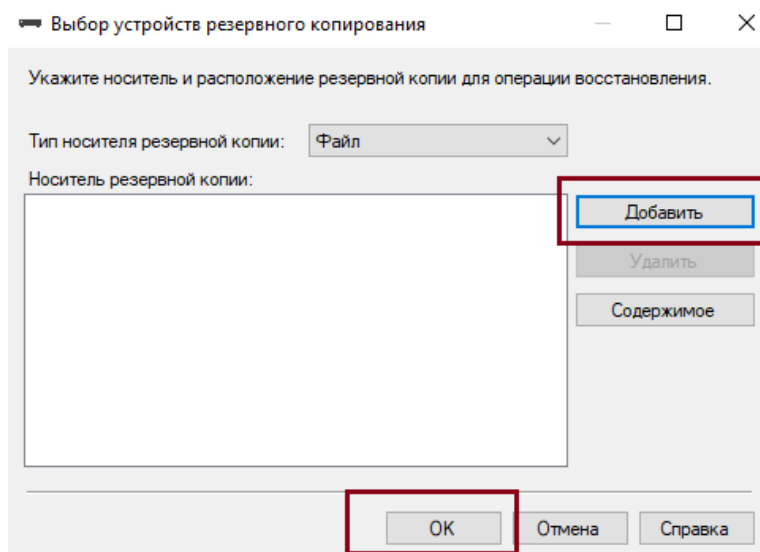 Выбор устройств резервного копирования
Укажите носитель и расположение резервной копии для операции восстановления.
Тип носителя резервной копии: Файл
Носитель резервной копии:
Добавить
Удалить
Содержимое
OK Отмена Справка